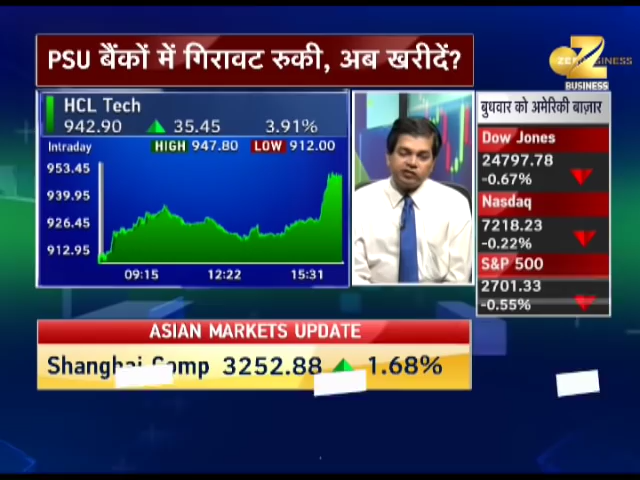 PSU बैंकों में गिरावट रुकी, अब खरीदें?
ZEE BUSINESS
BUSINESS
HCL Tech
942.90 35.45 3.91%
Intraday HIGH 947.80 LOW 912.00
953.45
939.95
926.45
912.95
09:15 12:22 15:31
बुधवार को अमेरिकी बाज़ार
Dow Jones
24797.78
-0.67%
Nasdaq
7218.23
-0.22%
S&P 500
2701.33
-0.55%
ASIAN MARKETS UPDATE
Shanghai Comp 3252.88 1.68%